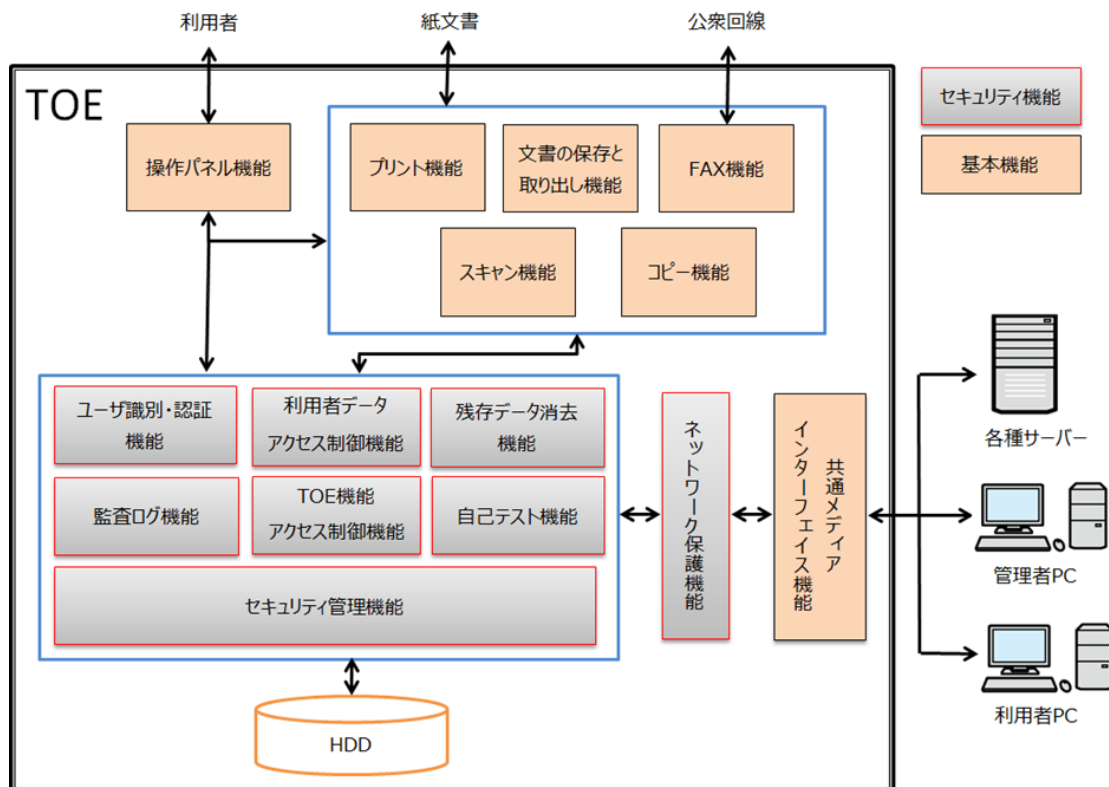 利用者
紙文書
公衆回線
TOE
セキュリティ機能
基本機能
操作パネル機能
プリント機能
文書の保存と
取り出し機能
FAX機能
スキャン機能
コピー機能
ユーザ識別・認証
機能
利用者データ
アクセス制御機能
残存データ消去
機能
監査ログ機能
TOE機能
アクセス制御機能
自己テスト機能
セキュリティ管理機能
ネットワーク保護機能
共通メディア
インターフェイス機能
各種サーバー
管理者PC
利用者PC
HDD